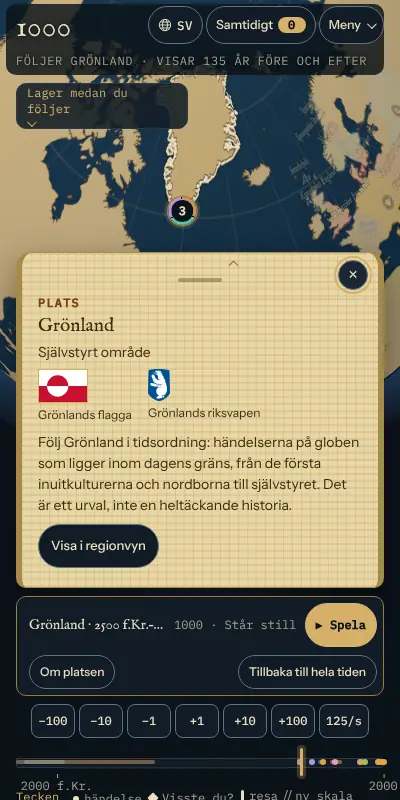 1000
SV
Samtidigt 0
Meny
FÖLJER GRÖNLAND · VISAR 135 ÅR FÖRE OCH EFTER
Lager medan du
följer
3
PLATS
Grönland
Självstyrt område
Grönlands flagga
Grönlands riksvapen
Följ Grönland i tidsordning: händelserna på globen
som ligger inom dagens gräns, från de första
inuitkulturerna och nordborna till självstyret. Det
är ett urval, inte en heltäckande historia.
Visa i regionvyn
Grönland · 2500 f.Kr.–…
1000 · Står still
▶ Spela
Om platsen
Tillbaka till hela tiden
−100
−10
−1
+1
+10
+100
125/s
2000 f.Kr.
2000
Tecken
händelse
Visste du?
resa // ny skala